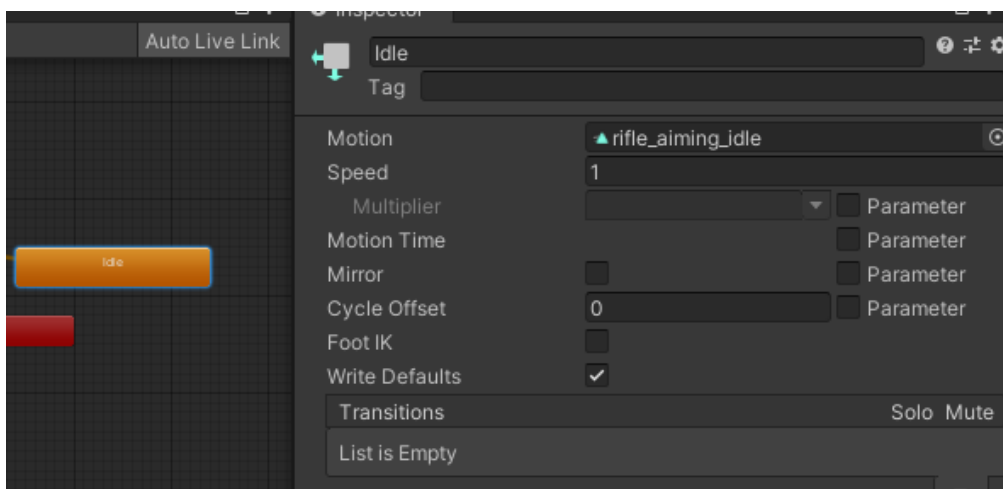 Inspector
Auto Live Link
Idle
Tag
Motion rifle_aiming_idle
Speed 1
Multiplier Parameter
Motion Time Parameter
Idle
Mirror Parameter
Cycle Offset 0 Parameter
Foot IK
Write Defaults
Transitions Solo Mute
List is Empty